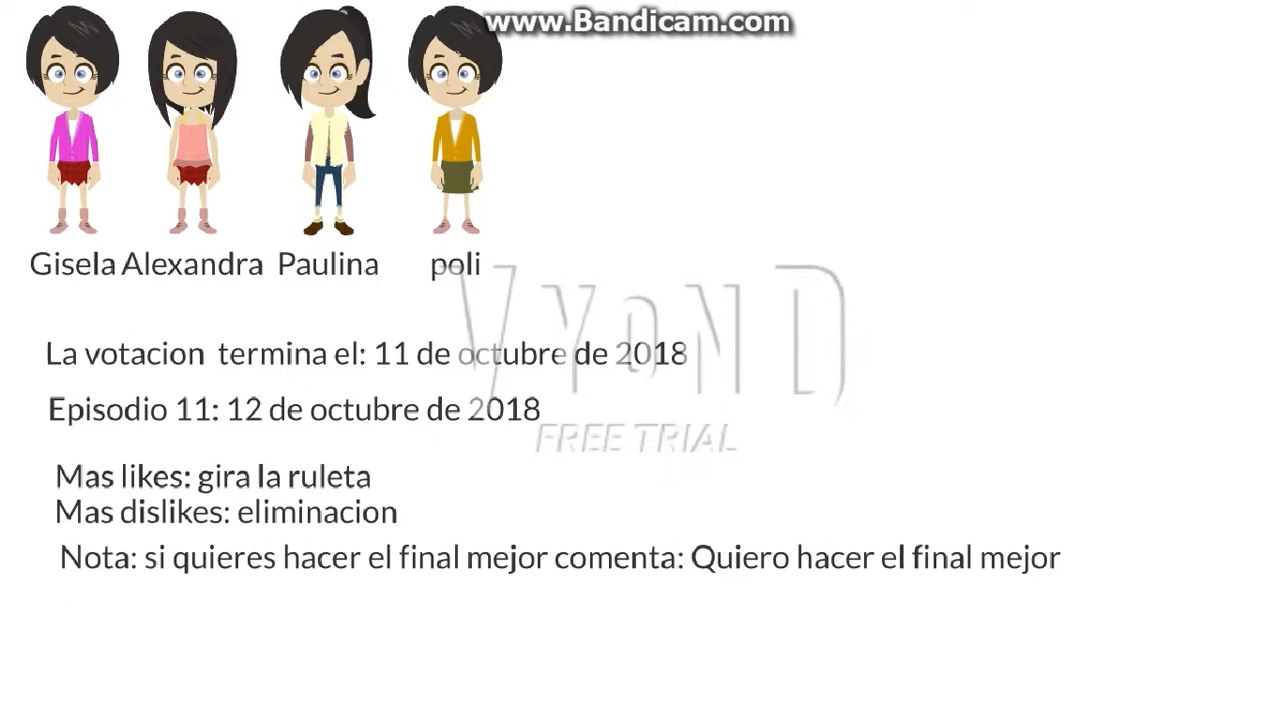 www.Bandicam.com
Gisela Alexandra Paulina poli
La votacion termina el: 11 de octubre de 2018
Episodio 11: 12 de octubre de 2018
VYOND
FREE TRIAL
Mas likes: gira la ruleta
Mas dislikes: eliminacion
Nota: si quieres hacer el final mejor comenta: Quiero hacer el final mejor